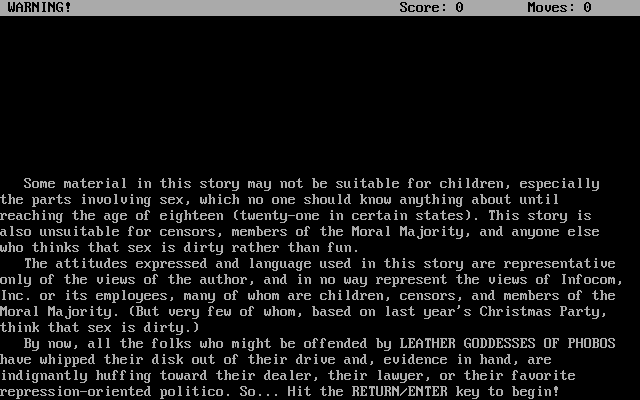 WARNING! Score: 0 Moves: 0
Some material in this story may not be suitable for children, especially
the parts involving sex, which no one should know anything about until
reaching the age of eighteen (twenty-one in certain states). This story is
also unsuitable for censors, members of the Moral Majority, and anyone else
who thinks that sex is dirty rather than fun.
The attitudes expressed and language used in this story are representative
only of the views of the author, and in no way represent the views of Infocom,
Inc. or its employees, many of whom are children, censors, and members of the
Moral Majority. (But very few of whom, based on last year's Christmas Party,
think that sex is dirty.)
By now, all the folks who might be offended by LEATHER GODDESSES OF PHOBOS
have whipped their disk out of their drive and, evidence in hand, are
indignantly huffing toward their dealer, their lawyer, or their favorite
repression-oriented politico. So... Hit the RETURN/ENTER key to begin!